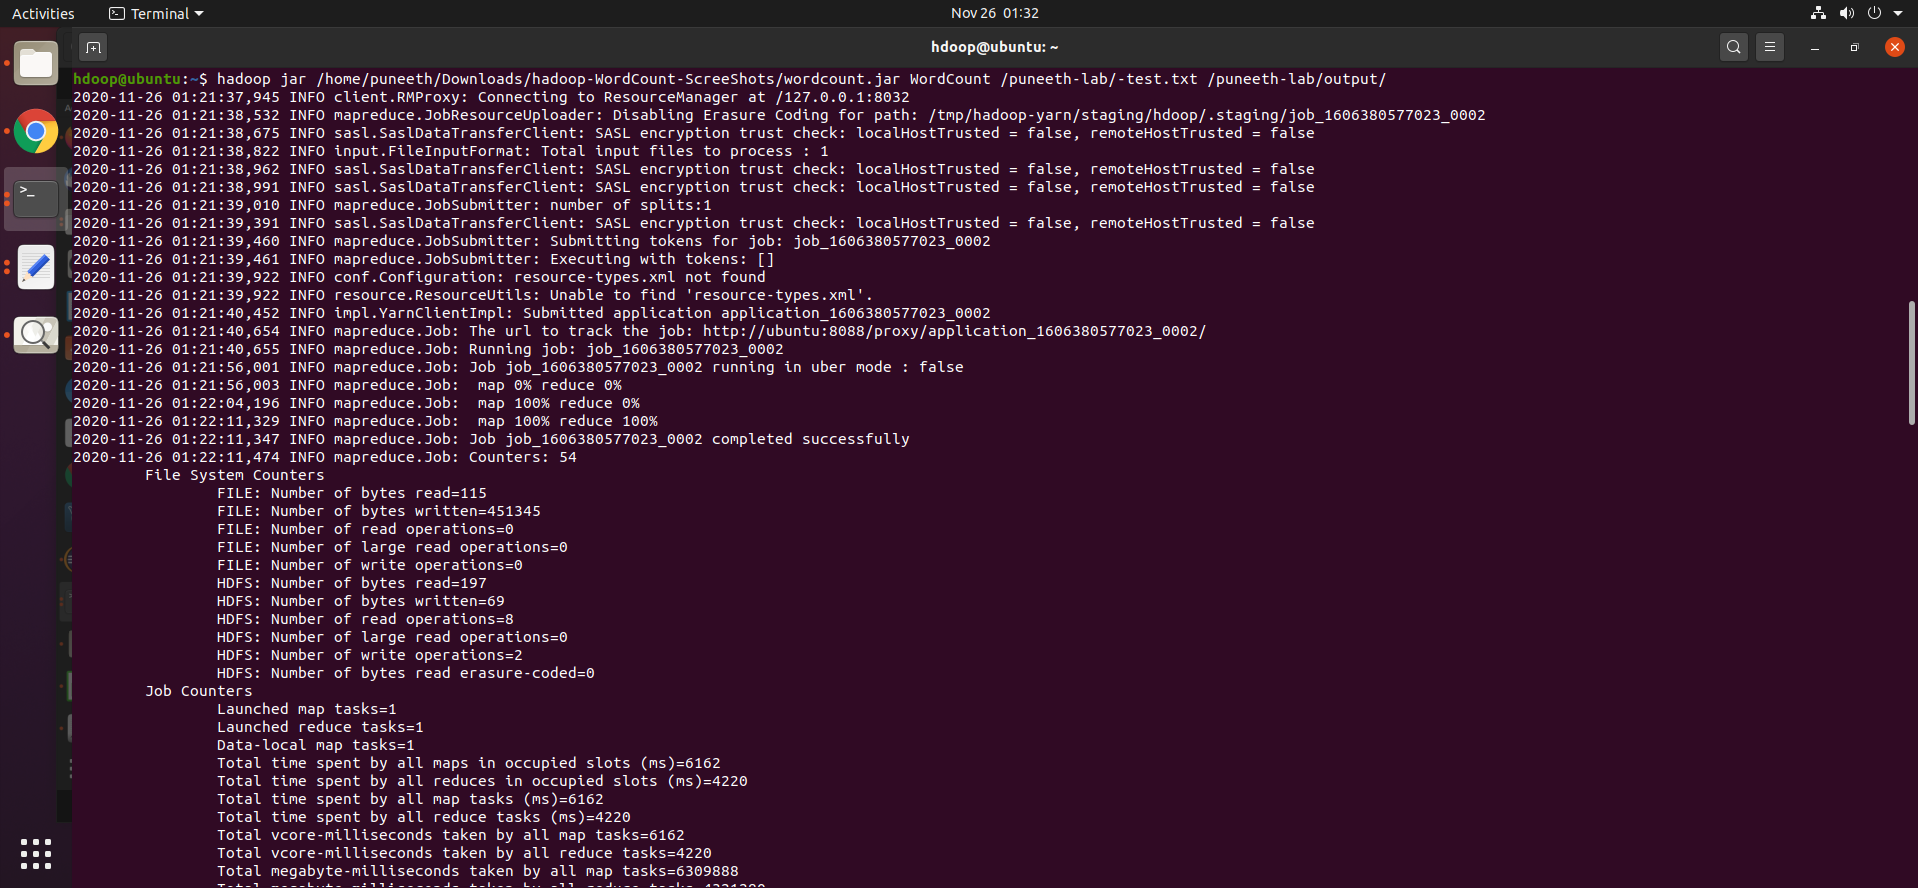 Activities
Terminal
Nov 26 01:32
hdoop@ubuntu: ~
hdoop@ubuntu:~$ hadoop jar /home/puneeth/Downloads/hadoop-WordCount-ScreeShots/wordcount.jar WordCount /puneeth-lab/-test.txt /puneeth-lab/output/
2020-11-26 01:21:37,945 INFO client.RMProxy: Connecting to ResourceManager at /127.0.0.1:8032
2020-11-26 01:21:38,532 INFO mapreduce.JobResourceUploader: Disabling Erasure Coding for path: /tmp/hadoop-yarn/staging/hdoop/.staging/job_1606380577023_0002
2020-11-26 01:21:38,675 INFO sasl.SaslDataTransferClient: SASL encryption trust check: localHostTrusted = false, remoteHostTrusted = false
2020-11-26 01:21:38,822 INFO input.FileInputFormat: Total input files to process : 1
2020-11-26 01:21:38,962 INFO sasl.SaslDataTransferClient: SASL encryption trust check: localHostTrusted = false, remoteHostTrusted = false
2020-11-26 01:21:38,991 INFO sasl.SaslDataTransferClient: SASL encryption trust check: localHostTrusted = false, remoteHostTrusted = false
2020-11-26 01:21:39,010 INFO mapreduce.JobSubmitter: number of splits:1
2020-11-26 01:21:39,391 INFO sasl.SaslDataTransferClient: SASL encryption trust check: localHostTrusted = false, remoteHostTrusted = false
2020-11-26 01:21:39,460 INFO mapreduce.JobSubmitter: Submitting tokens for job: job_1606380577023_0002
2020-11-26 01:21:39,461 INFO mapreduce.JobSubmitter: Executing with tokens: []
2020-11-26 01:21:39,922 INFO conf.Configuration: resource-types.xml not found
2020-11-26 01:21:39,922 INFO resource.ResourceUtils: Unable to find 'resource-types.xml'.
2020-11-26 01:21:40,452 INFO impl.YarnClientImpl: Submitted application application_1606380577023_0002
2020-11-26 01:21:40,654 INFO mapreduce.Job: The url to track the job: http://ubuntu:8088/proxy/application_1606380577023_0002/
2020-11-26 01:21:40,655 INFO mapreduce.Job: Running job: job_1606380577023_0002
2020-11-26 01:21:56,001 INFO mapreduce.Job: Job job_1606380577023_0002 running in uber mode : false
2020-11-26 01:21:56,003 INFO mapreduce.Job:  map 0% reduce 0%
2020-11-26 01:22:04,196 INFO mapreduce.Job:  map 100% reduce 0%
2020-11-26 01:22:11,329 INFO mapreduce.Job:  map 100% reduce 100%
2020-11-26 01:22:11,347 INFO mapreduce.Job: Job job_1606380577023_0002 completed successfully
2020-11-26 01:22:11,474 INFO mapreduce.Job: Counters: 54
File System Counters
FILE: Number of bytes read=115
FILE: Number of bytes written=451345
FILE: Number of read operations=0
FILE: Number of large read operations=0
FILE: Number of write operations=0
HDFS: Number of bytes read=197
HDFS: Number of bytes written=69
HDFS: Number of read operations=8
HDFS: Number of large read operations=0
HDFS: Number of write operations=2
HDFS: Number of bytes read erasure-coded=0
Job Counters
Launched map tasks=1
Launched reduce tasks=1
Data-local map tasks=1
Total time spent by all maps in occupied slots (ms)=6162
Total time spent by all reduces in occupied slots (ms)=4220
Total time spent by all map tasks (ms)=6162
Total time spent by all reduce tasks (ms)=4220
Total vcore-milliseconds taken by all map tasks=6162
Total vcore-milliseconds taken by all reduce tasks=4220
Total megabyte-milliseconds taken by all map tasks=6309888